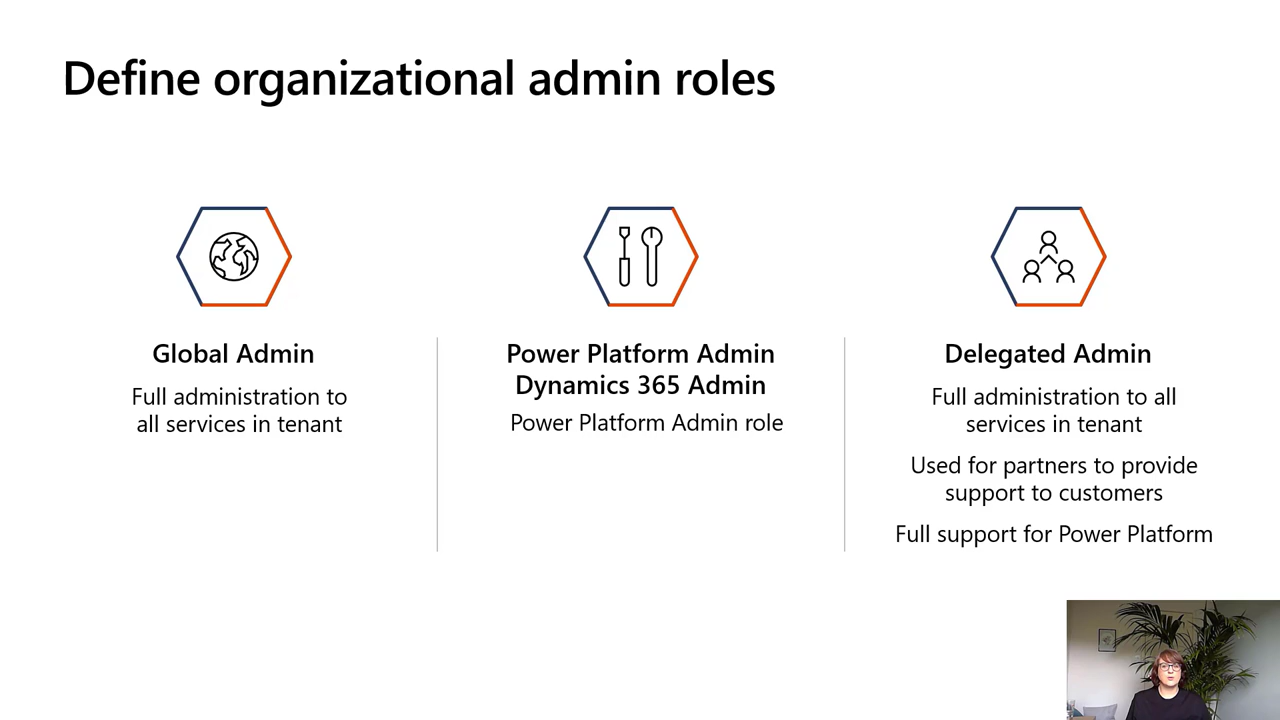 Define organizational admin roles
Global Admin
Full administration to
all services in tenant
Power Platform Admin
Dynamics 365 Admin
Power Platform Admin role
Delegated Admin
Full administration to all
services in tenant
Used for partners to provide
support to customers
Full support for Power Platform